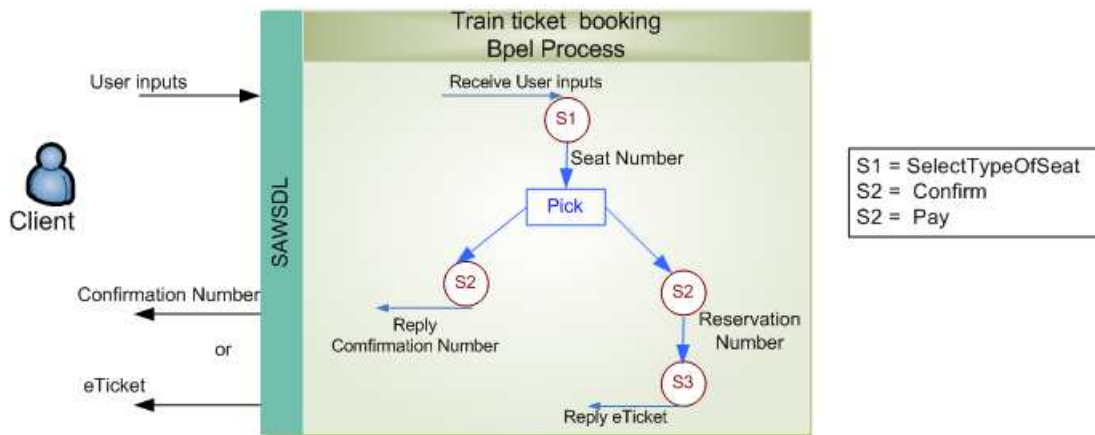 Train ticket booking
Bpel Process
User inputs
Receive User inputs
S1
Seat Number
Pick
Client
SAWSDL
S1 = SelectTypeOfSeat
S2 = Confirm
S2 = Pay
S2
S2
Confirmation Number
Reply
Comfirmation Number
Reservation
Number
or
S3
eTicket
Reply eTicket